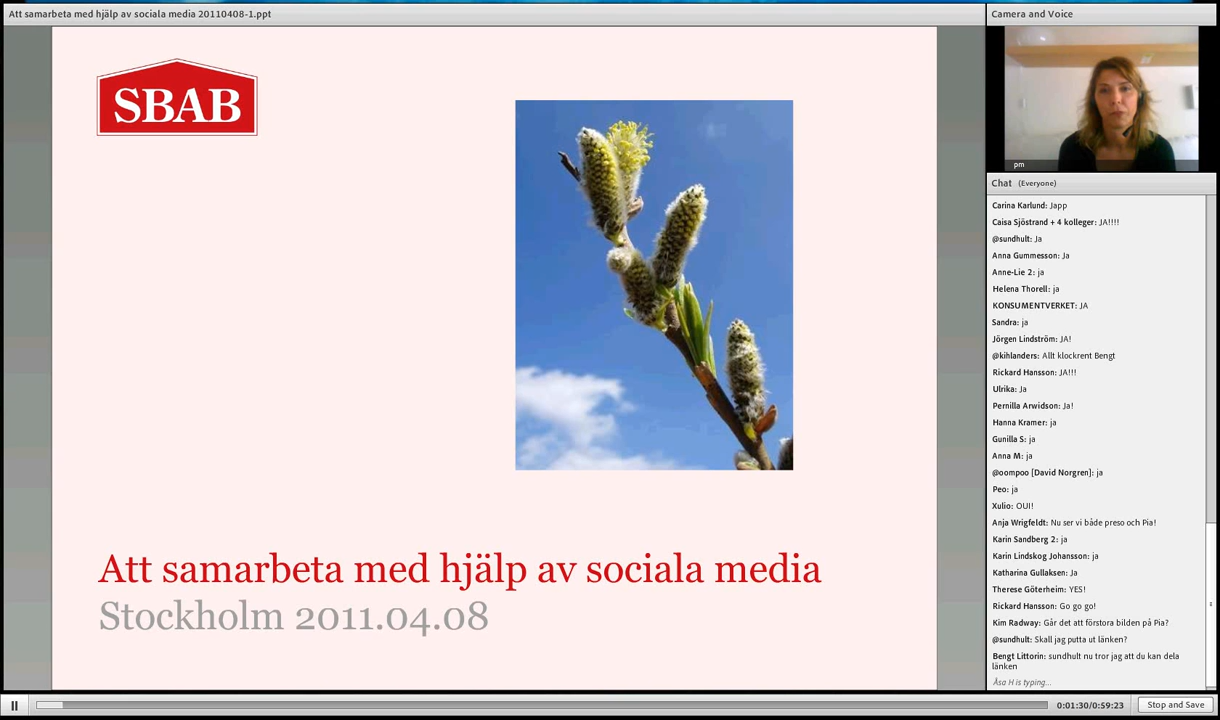 Att samarbeta med hjälp av sociala media 20110408-1.ppt
SBAB
Att samarbeta med hjälp av sociala media
Stockholm 2011.04.08
Camera and Voice
pm
Chat (Everyone)
Carina Karlund: Japp
Caisa Sjöstrand + 4 kolleger: JA!!!!
@sundhult: Ja
Anna Gummesson: Ja
Anne-Lie 2: ja
Helena Thorell: ja
KONSUMENTVERKET: JA
Sandra: ja
Jörgen Lindström: JA!
@kihlanders: Allt klockrent Bengt
Rickard Hansson: JA!!!
Ulrika: Ja
Pernilla Arwidson: Ja!
Hanna Kramer: ja
Gunilla S: ja
Anna M: ja
@oompoo [David Norgren]: ja
Peo: ja
Xulio: OUI!
Anja Wrigfeldt: Nu ser vi både preso och Pia!
Karin Sandberg 2: ja
Karin Lindskog Johansson: ja
Katharina Gullaksen: Ja
Therese Göterheim: YES!
Rickard Hansson: Go go go!
Kim Radway: Går det att förstora bilden på Pia?
@sundhult: Skall jag putta ut länken?
Bengt Littorin: sundhult nu tror jag att du kan dela
länken
Åsa H is typing...
0:01:30/0:59:23
Stop and Save